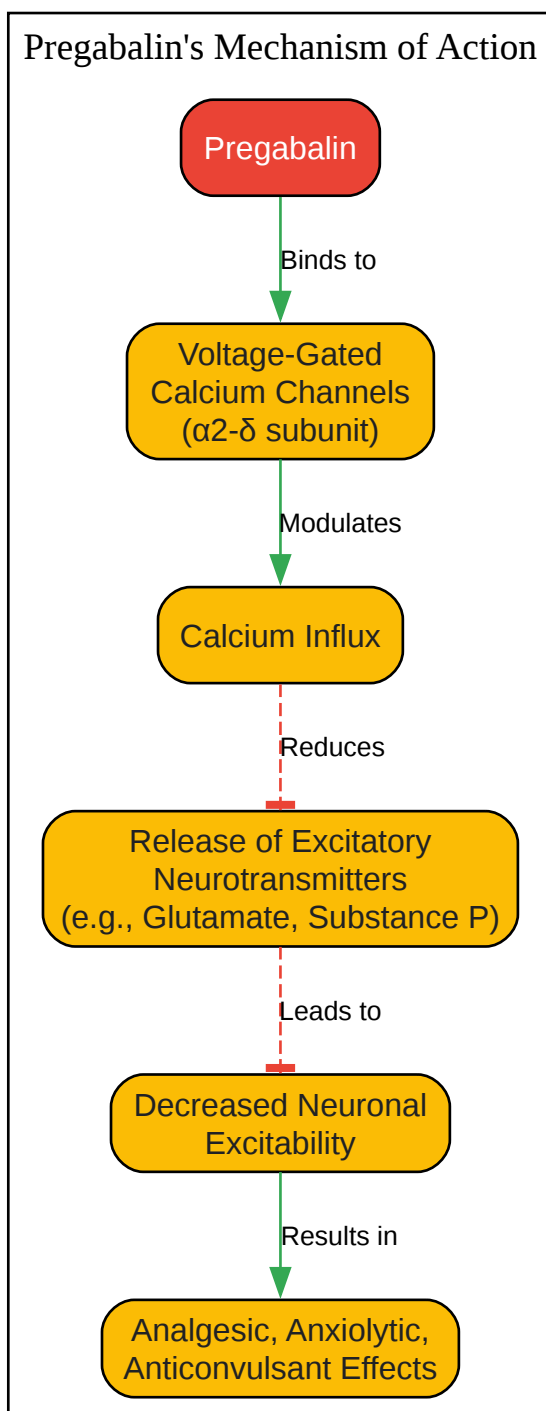 Pregabalin's Mechanism of Action
Pregabalin
Binds to
Voltage-Gated
Calcium Channels
(α2-δ subunit)
Modulates
Calcium Influx
Reduces
Release of Excitatory
Neurotransmitters
(e.g., Glutamate, Substance P)
Leads to
Decreased Neuronal
Excitability
Results in
Analgesic, Anxiolytic,
Anticonvulsant Effects